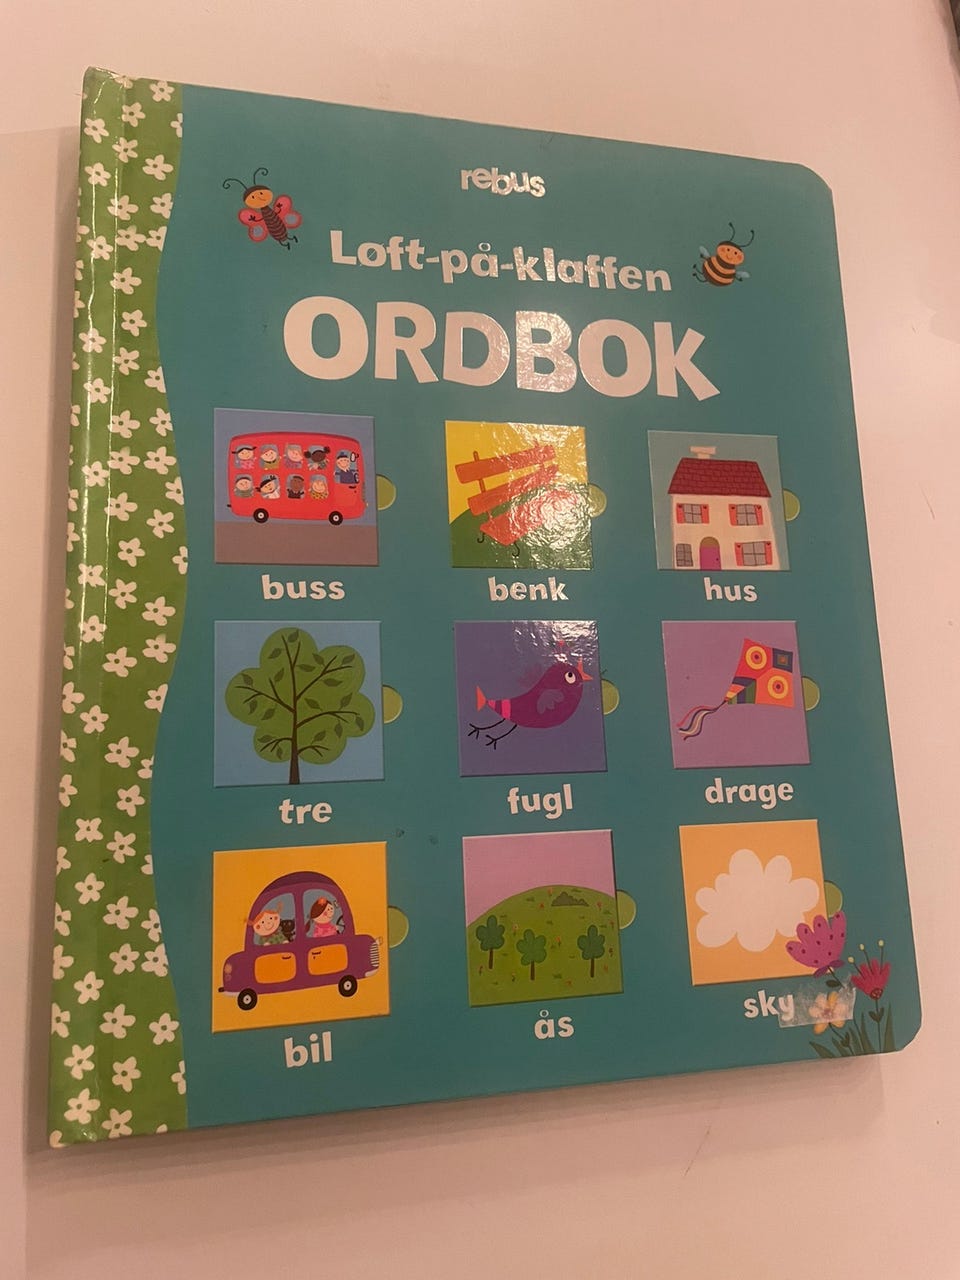 rebus
Løft-på-klaffen
ORDBOK
buss benk hus
tre fugl drage
bil ås sky